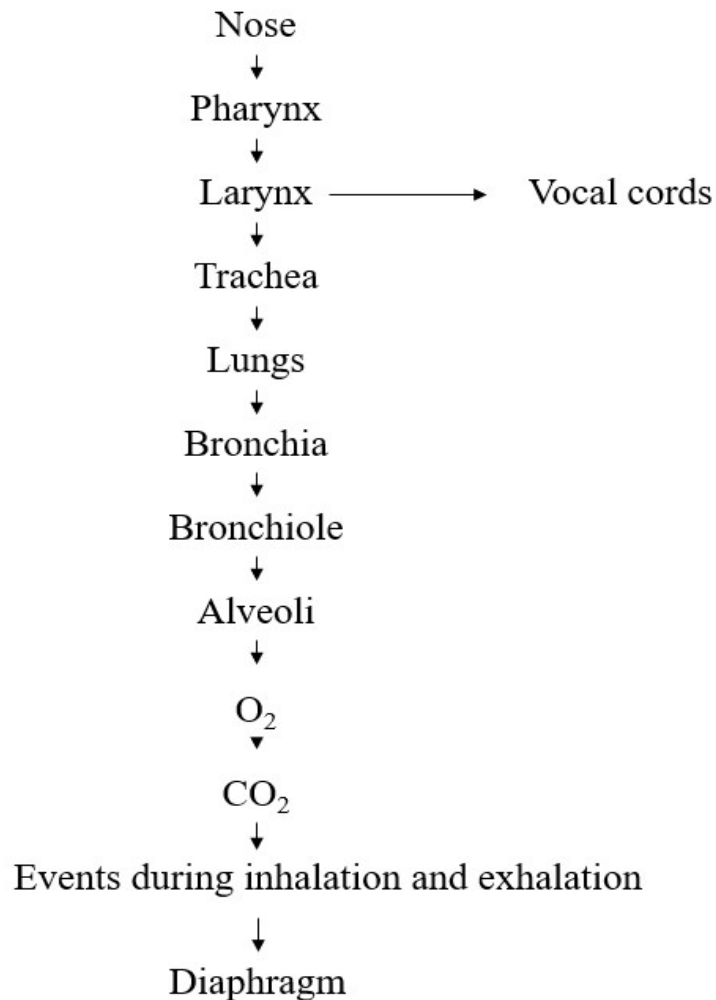 Nose
Pharynx
Larynx
Vocal cords
Trachea
Lungs
Bronchia
Bronchiole
Alveoli
O₂
CO₂
Events during inhalation and exhalation
Diaphragm